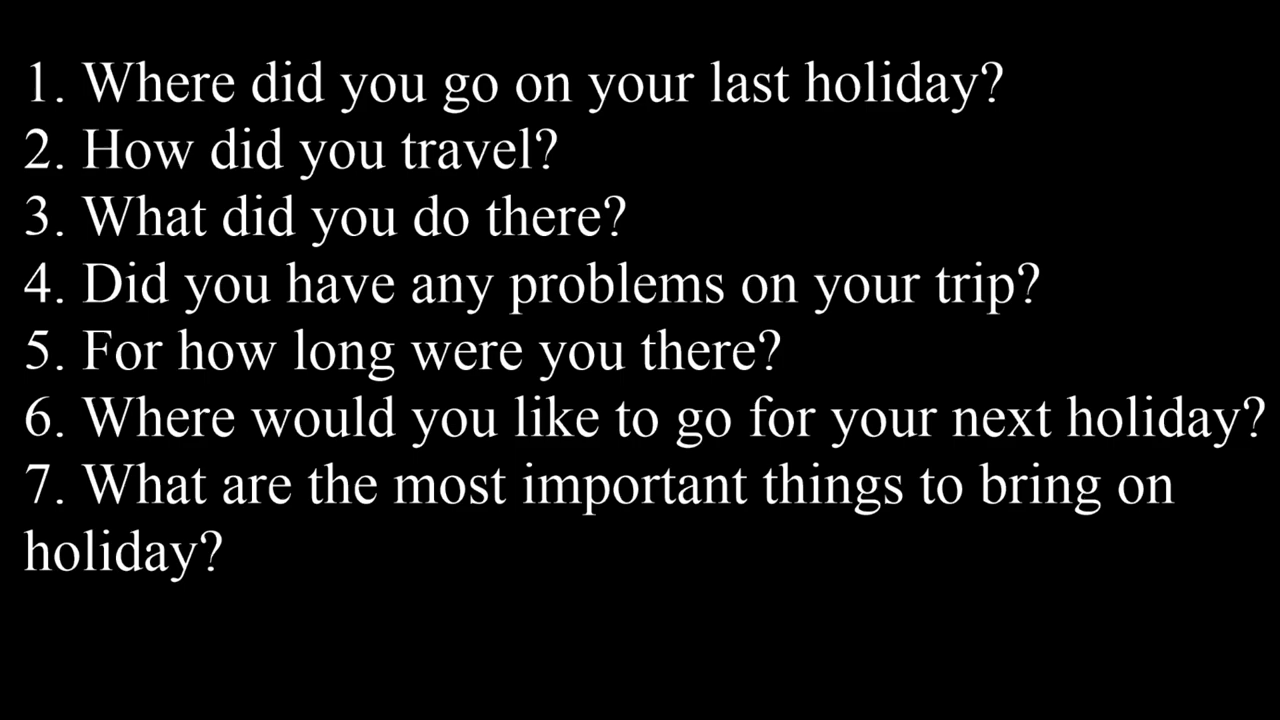 1. Where did you go on your last holiday?
2. How did you travel?
3. What did you do there?
4. Did you have any problems on your trip?
5. For how long were you there?
6. Where would you like to go for your next holiday?
7. What are the most important things to bring on
holiday?